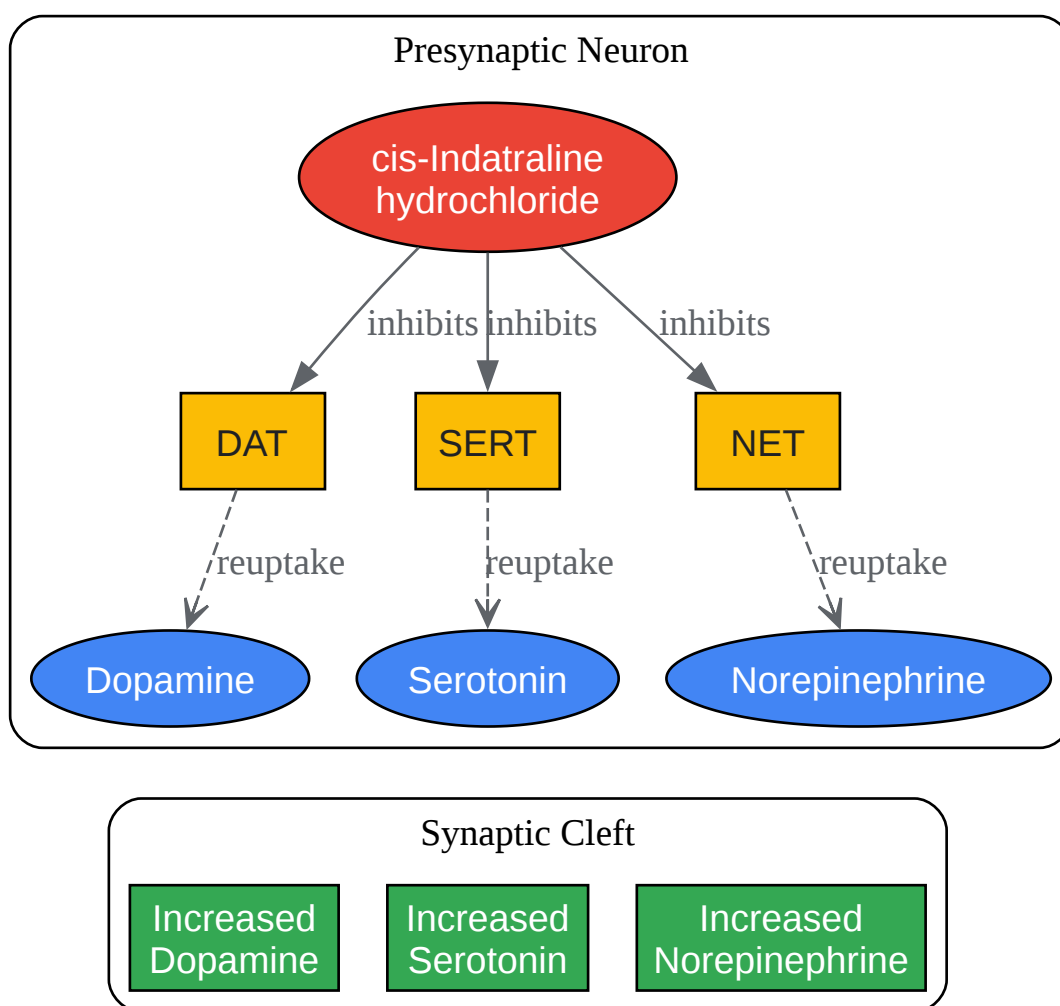 Presynaptic Neuron
cis-Indatraline
hydrochloride
inhibits inhibits inhibits
DAT SERT NET
reuptake reuptake reuptake
Dopamine Serotonin Norepinephrine
Synaptic Cleft
Increased Increased Increased
Dopamine Serotonin Norepinephrine